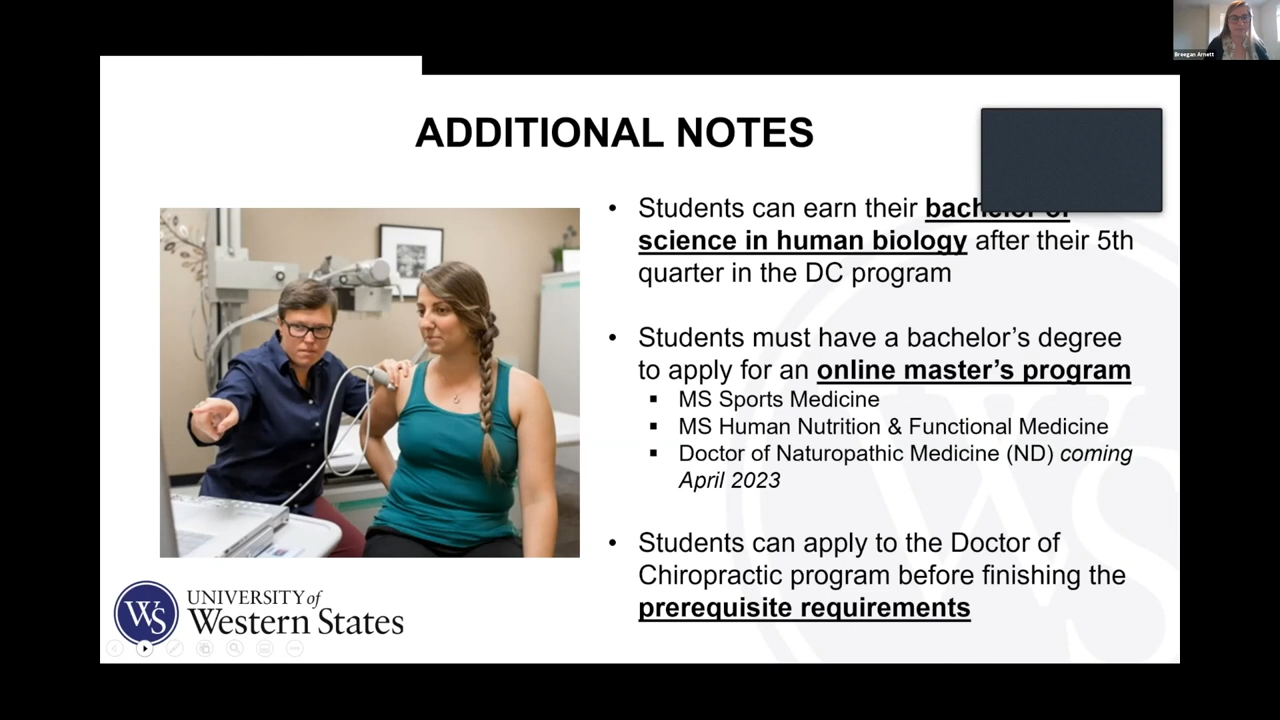 Breegan Arnett
ADDITIONAL NOTES
• Students can earn their bachelor of
science in human biology after their 5th
quarter in the DC program
• Students must have a bachelor’s degree
to apply for an online master’s program
▪ MS Sports Medicine
▪ MS Human Nutrition & Functional Medicine
▪ Doctor of Naturopathic Medicine (ND) coming
April 2023
• Students can apply to the Doctor of
Chiropractic program before finishing the
prerequisite requirements
WS
UNIVERSITY of
Western States